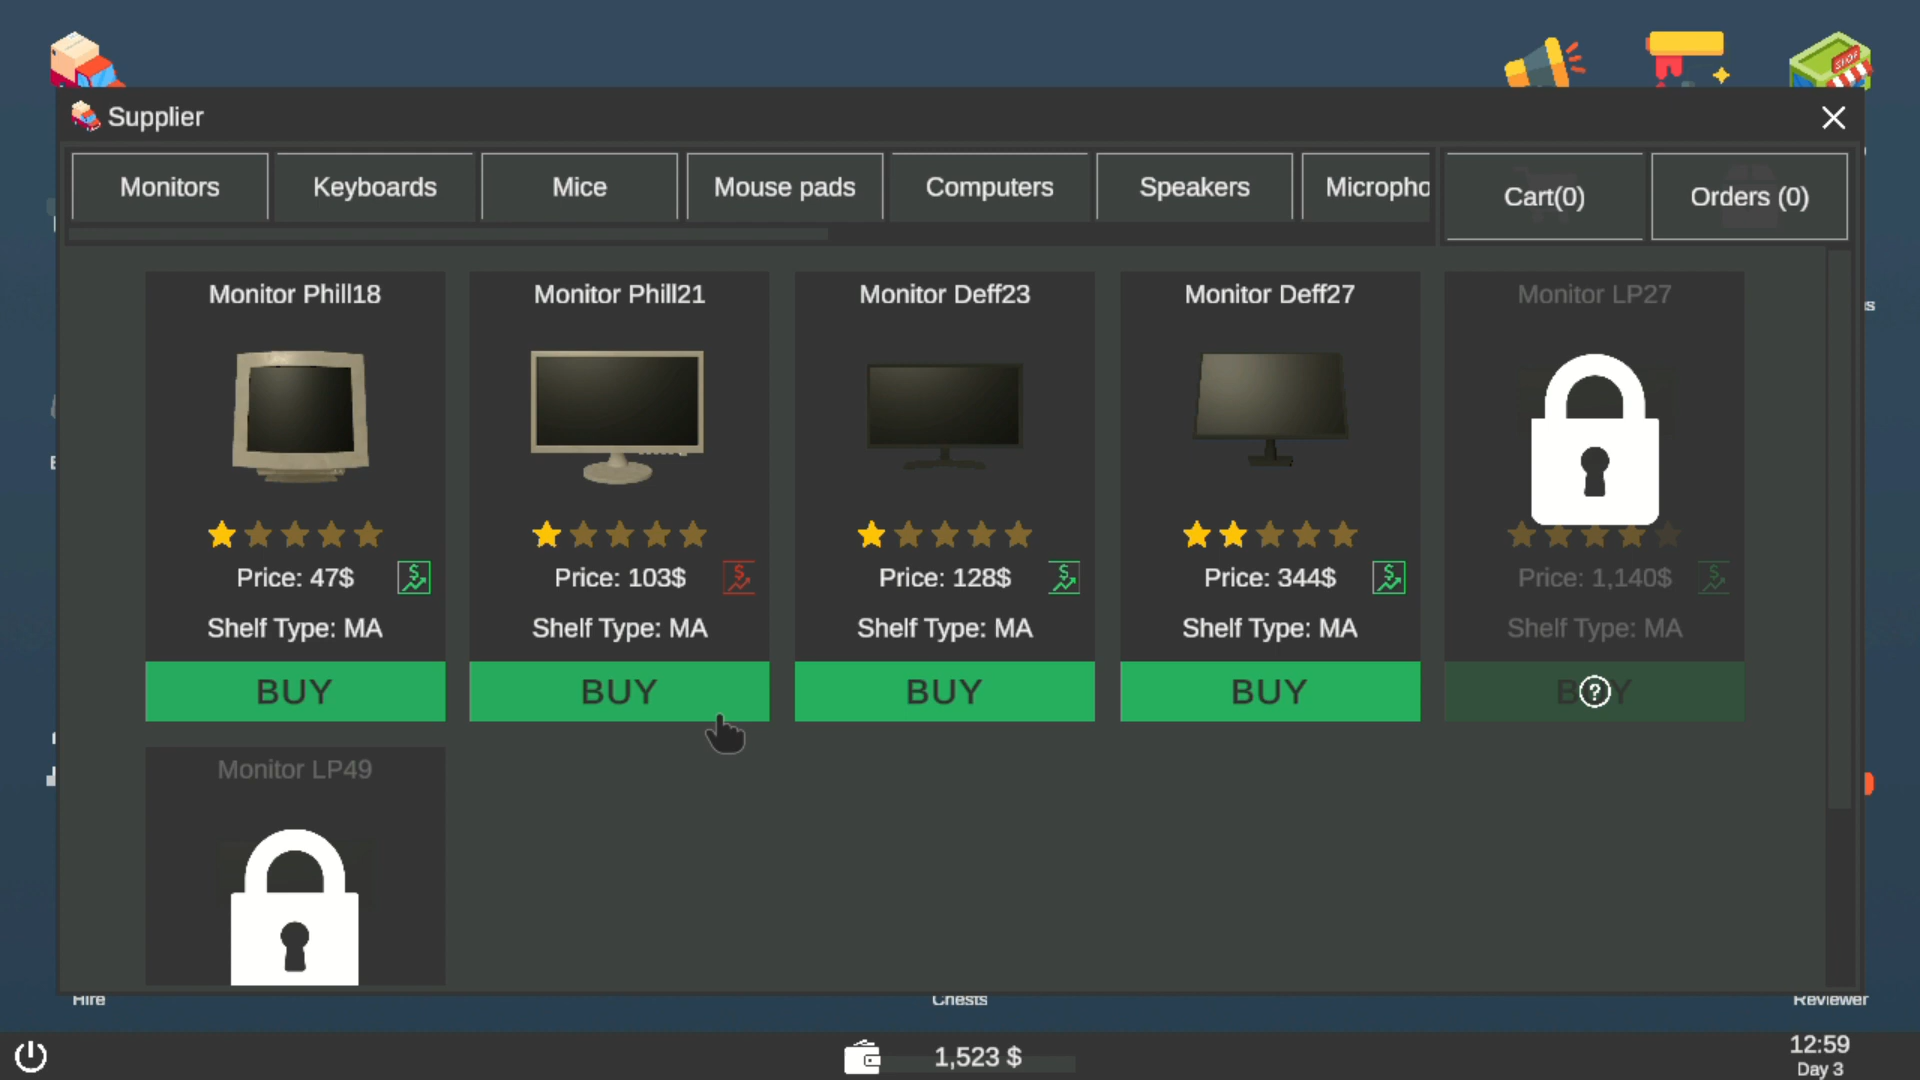 Supplier
Monitors
Keyboards
Mice
Mouse pads
Computers
Speakers
Micropho
Cart(0)
Orders (0)
Monitor Phill18
Monitor Phill21
Monitor Deff23
Monitor Deff27
Monitor LP27
Price: 47$
Price: 103$
Price: 128$
Price: 344$
Price: 1,140$
Shelf Type: MA
Shelf Type: MA
Shelf Type: MA
Shelf Type: MA
Shelf Type: MA
BUY
BUY
BUY
BUY
BUY
Monitor LP49
Hire
Chests
Reviewer
1,523 $
12:59
Day 3
STOP